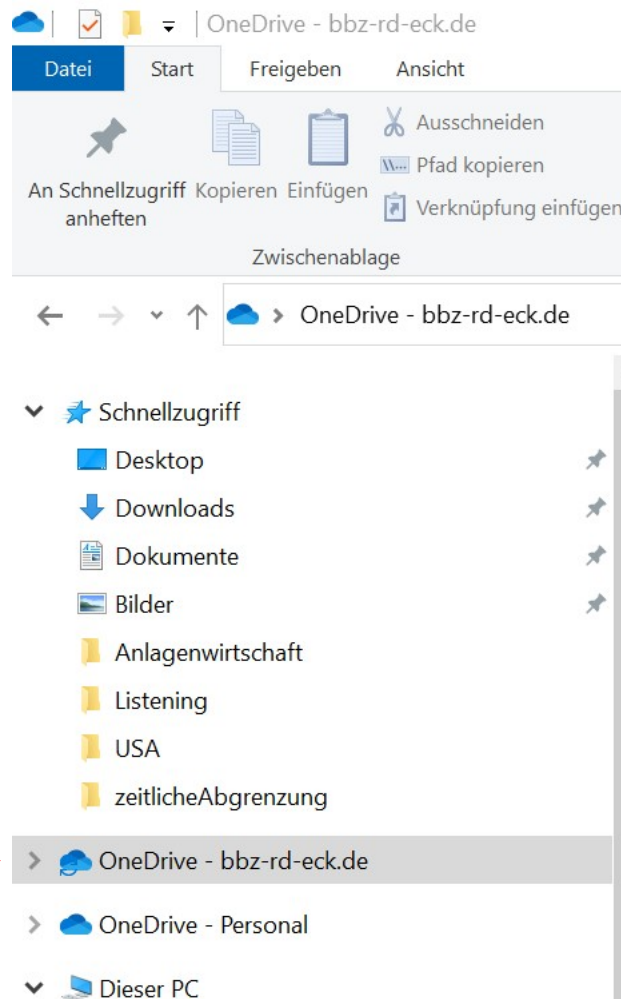 OneDrive - bbz-rd-eck.de
Datei Start Freigeben Ansicht
An Schnellzugriff anheften
Kopieren
Einfügen
Ausschneiden
Pfad kopieren
Verknüpfung einfügen
Zwischenablage
OneDrive - bbz-rd-eck.de
Schnellzugriff
Desktop
Downloads
Dokumente
Bilder
Anlagenwirtschaft
Listening
USA
zeitlicheAbgrenzung
OneDrive - bbz-rd-eck.de
OneDrive - Personal
Dieser PC